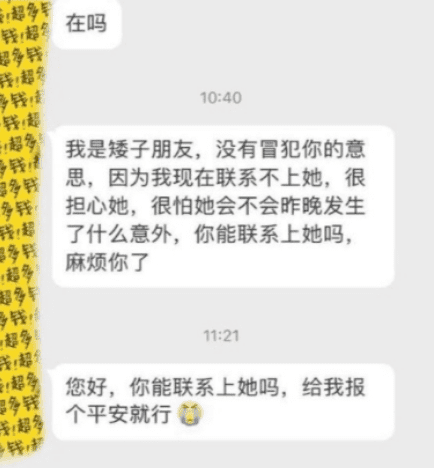 在吗
10:40
我是矮子朋友，没有冒犯你的意
思，因为我现在联系不上她，很
担心她，很怕她会不会昨晚发生
了什么意外，你能联系上她吗，
麻烦你了
11:21
您好，你能联系上她吗，给我报
个平安就行